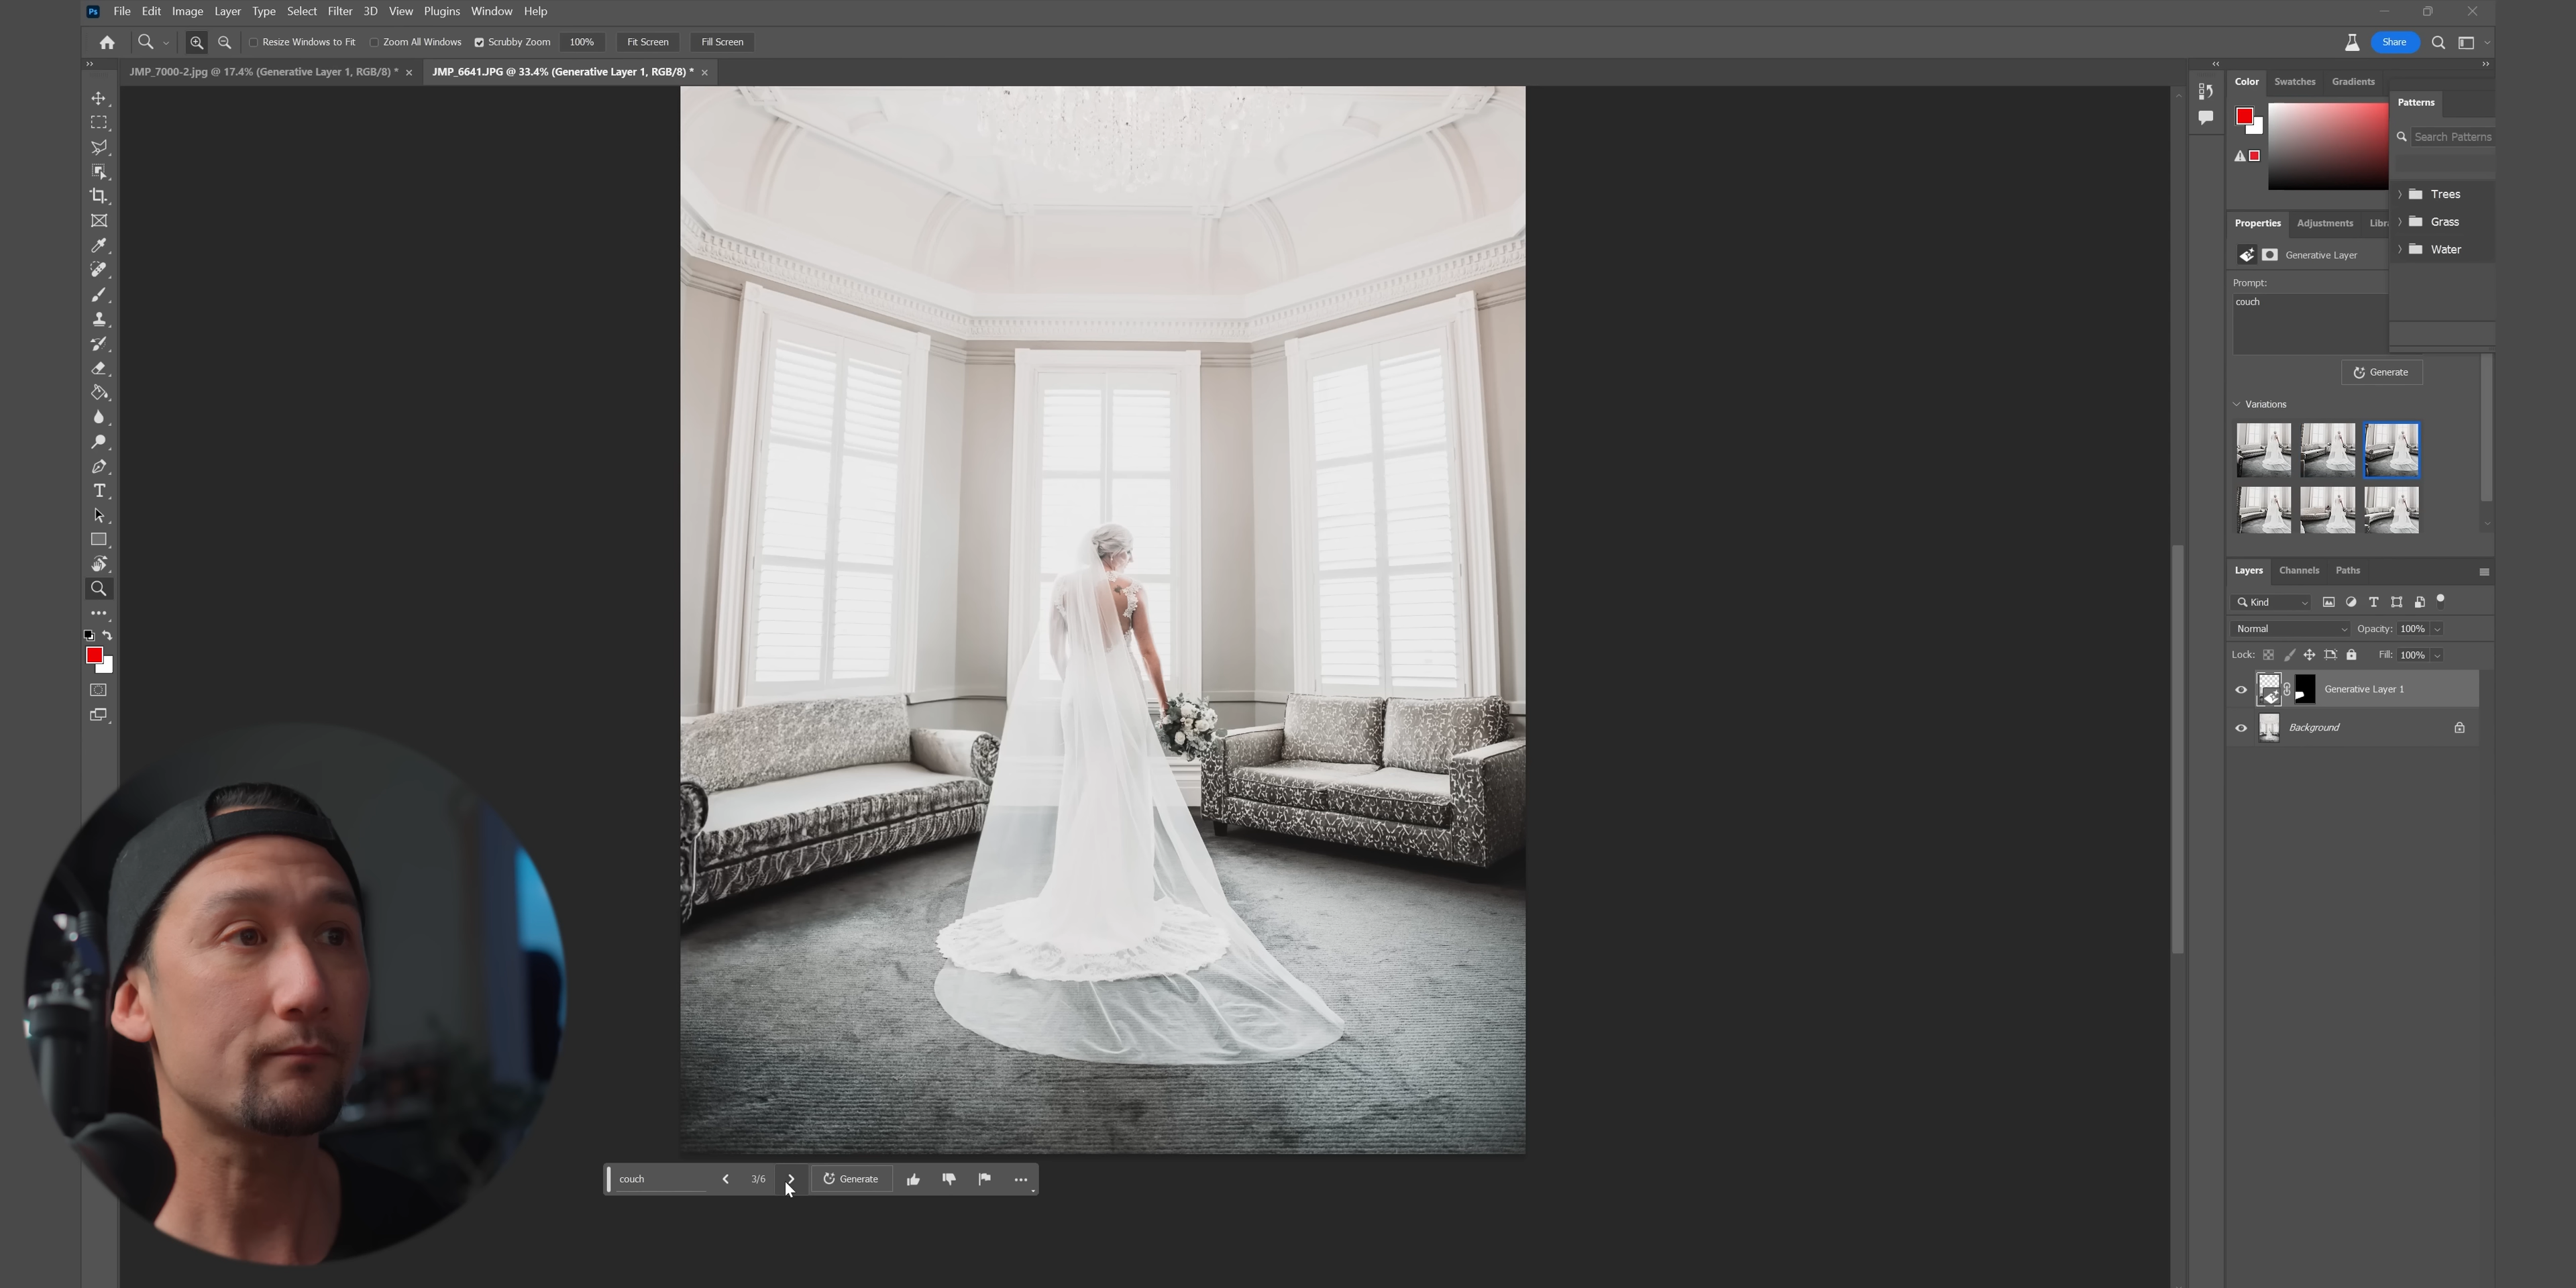 Ps File Edit Image Layer Type Select Filter 3D View Plugins Window Help
Resize Windows to Fit Zoom All Windows Scrubby Zoom 100% Fit Screen Fill Screen Share
JMP_7000-2.jpg @ 17.4% (Generative Layer 1, RGB/8) * × JMP_6641.JPG @ 33.4% (Generative Layer 1, RGB/8) * ×
Color Swatches Gradients
Patterns
Search Patterns
Trees
Grass
Water
Properties Adjustments Libra
Generative Layer
Prompt:
couch
Generate
Variations
Layers Channels Paths
Kind
Normal Opacity: 100%
Lock: Fill: 100%
Generative Layer 1
Background
couch 3/6 Generate